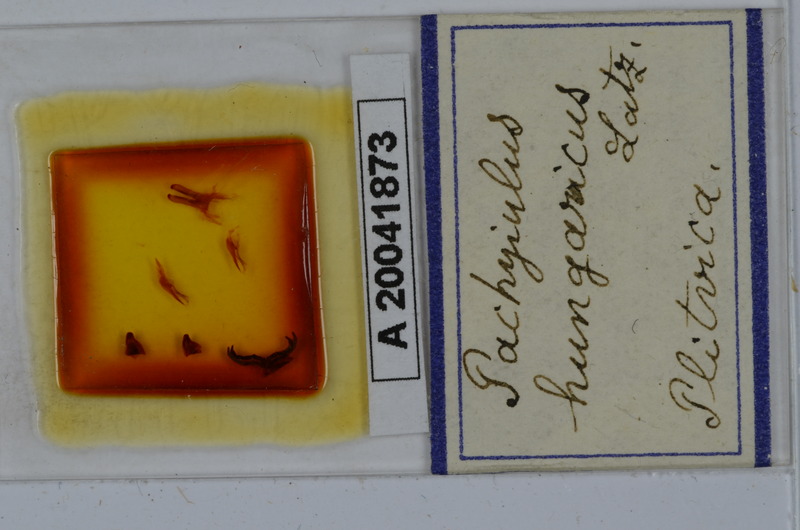 A 20041873
Pachyiulus
hungaricus
Latz.
Plitvica.